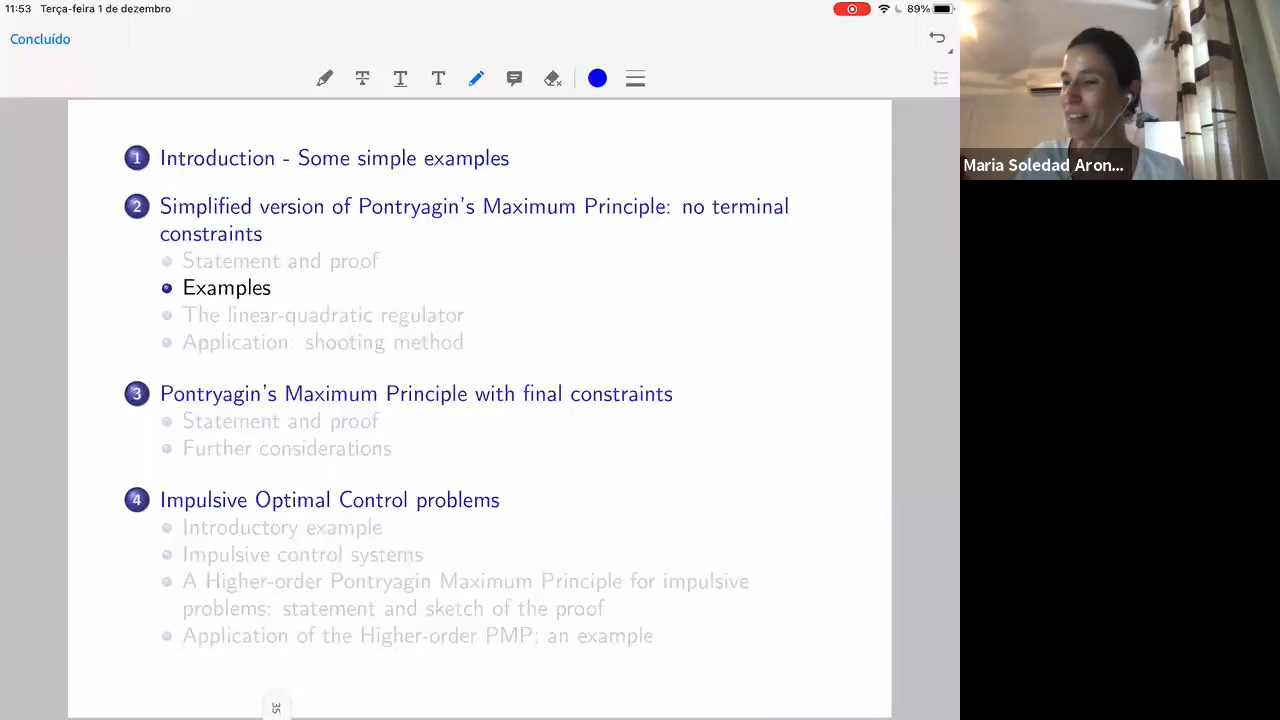 11:53 Terça-feira 1 de dezembro
89%
Concluído
1 Introduction - Some simple examples
2 Simplified version of Pontryagin's Maximum Principle: no terminal
constraints
Statement and proof
Examples
The linear-quadratic regulator
Application: shooting method
3 Pontryagin's Maximum Principle with final constraints
Statement and proof
Further considerations
4 Impulsive Optimal Control problems
Introductory example
Impulsive control systems
A Higher-order Pontryagin Maximum Principle for impulsive
problems: statement and sketch of the proof
Application of the Higher-order PMP: an example
35
Maria Soledad Aron...